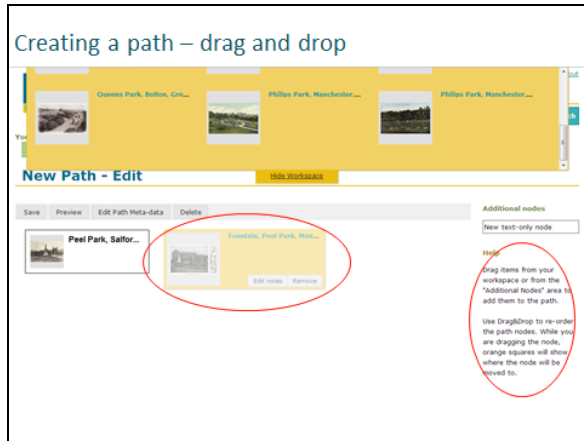 Creating a path – drag and drop
out
Queens Park, Bolton, Gre...
Philips Park, Manchester....
Philips Park, Manchester....
ch
You
New Path - Edit
Hide Workspace
Save Preview Edit Path Meta-data Delete
Additional nodes
New text-only node
Peel Park, Salfor...
Fountain, Peel Park, Man...
Edit notes Remove
Help
Drag items from your
workspace or from the
"Additional Nodes" area to
add them to the path.
Use Drag&Drop to re-order
the path nodes. While you
are dragging the node,
orange squares will show
where the node will be
moved to.